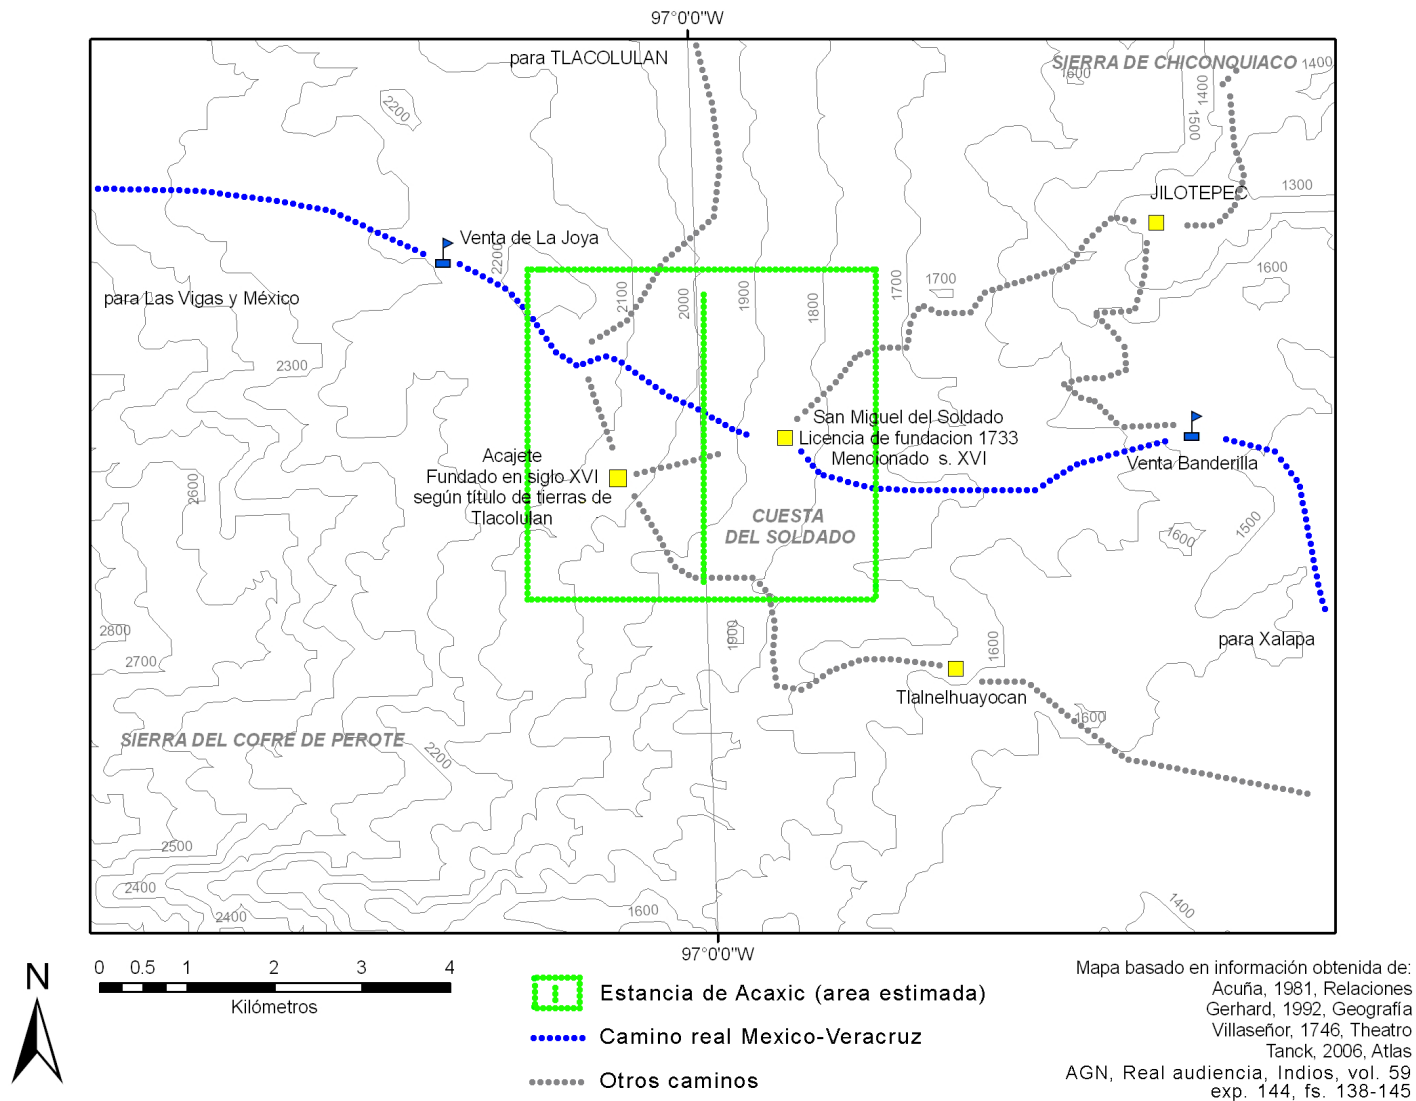 97°0'0"W
para TLACOLULAN
SIERRA DE CHICONQUIACO
1400
1600
1400
1500
2200
1300
JILOTEPEC
Venta de La Joya
2200
1600
para Las Vigas y México
2100
2000
1900
1800
1700
1700
2300
San Miguel del Soldado
Licencia de fundacion 1733
Mencionado s. XVI
Acajete
Fundado en siglo XVI
según título de tierras de
Tlacolulan
Venta Banderilla
2600
CUESTA
DEL SOLDADO
1600
1500
2800
2700
1900
1600
para Xalapa
Tlalnelhuayocan
1600
SIERRA DEL COFRE DE PEROTE
2200
2500
2400
2400
1600
1400
97°0'0"W
N
0 0.5 1 2 3 4
Kilómetros
Estancia de Acaxic (area estimada)
Camino real Mexico-Veracruz
Otros caminos
Mapa basado en información obtenida de:
Acuña, 1981, Relaciones
Gerhard, 1992, Geografía
Villaseñor, 1746, Theatro
Tanck, 2006, Atlas
AGN, Real audiencia, Indios, vol. 59
exp. 144, fs. 138-145